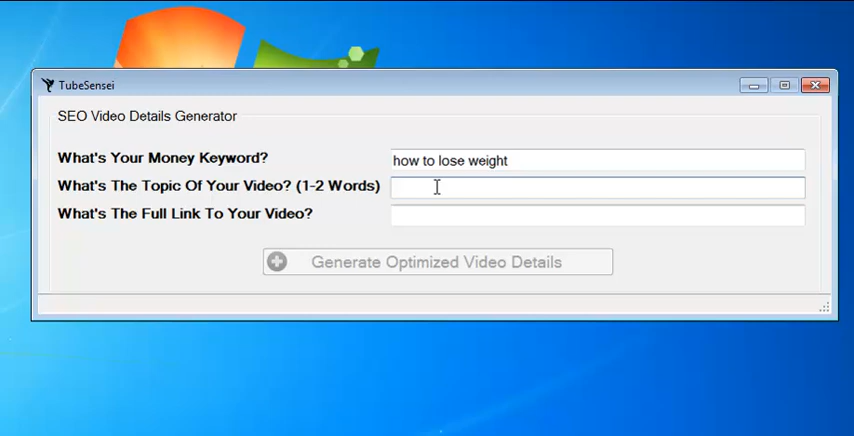 TubeSensei
SEO Video Details Generator
What's Your Money Keyword? how to lose weight
What's The Topic Of Your Video? (1-2 Words)
What's The Full Link To Your Video?
Generate Optimized Video Details